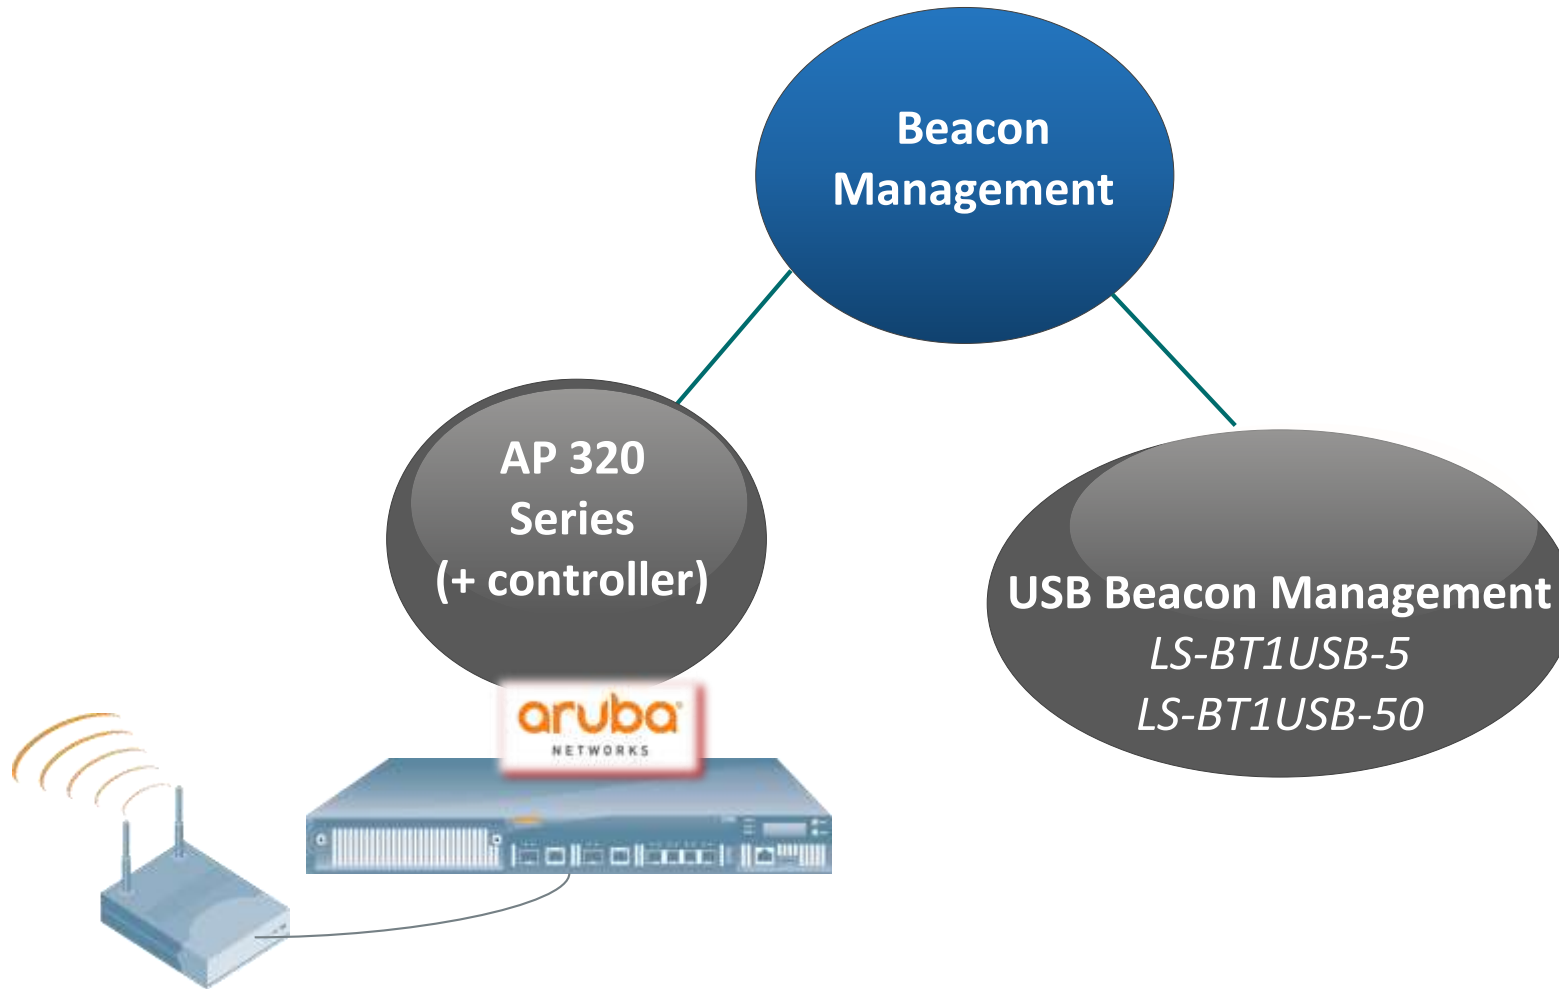 Beacon
Management
AP 320
Series
(+ controller)
USB Beacon Management
LS-BT1USB-5
LS-BT1USB-50
aruba
NETWORKS